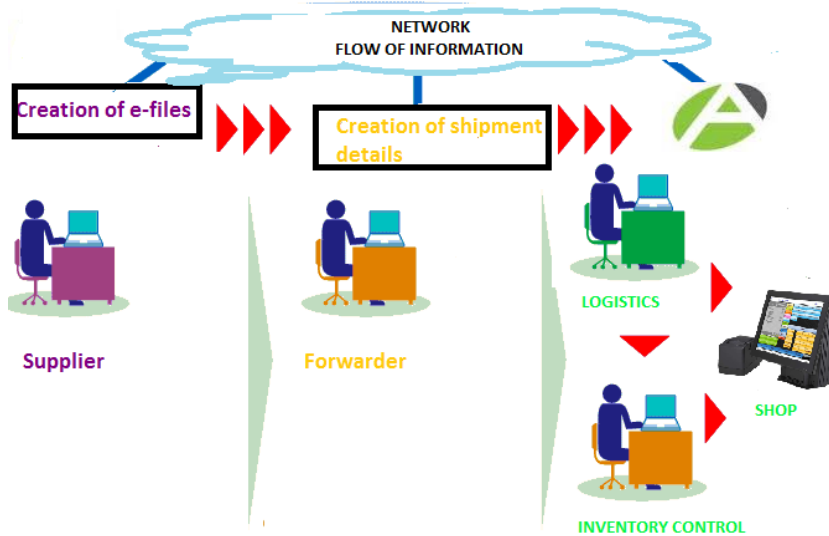 NETWORK
FLOW OF INFORMATION
Creation of e-files
Creation of shipment
details
A
LOGISTICS
Supplier
Forwarder
SHOP
INVENTORY CONTROL